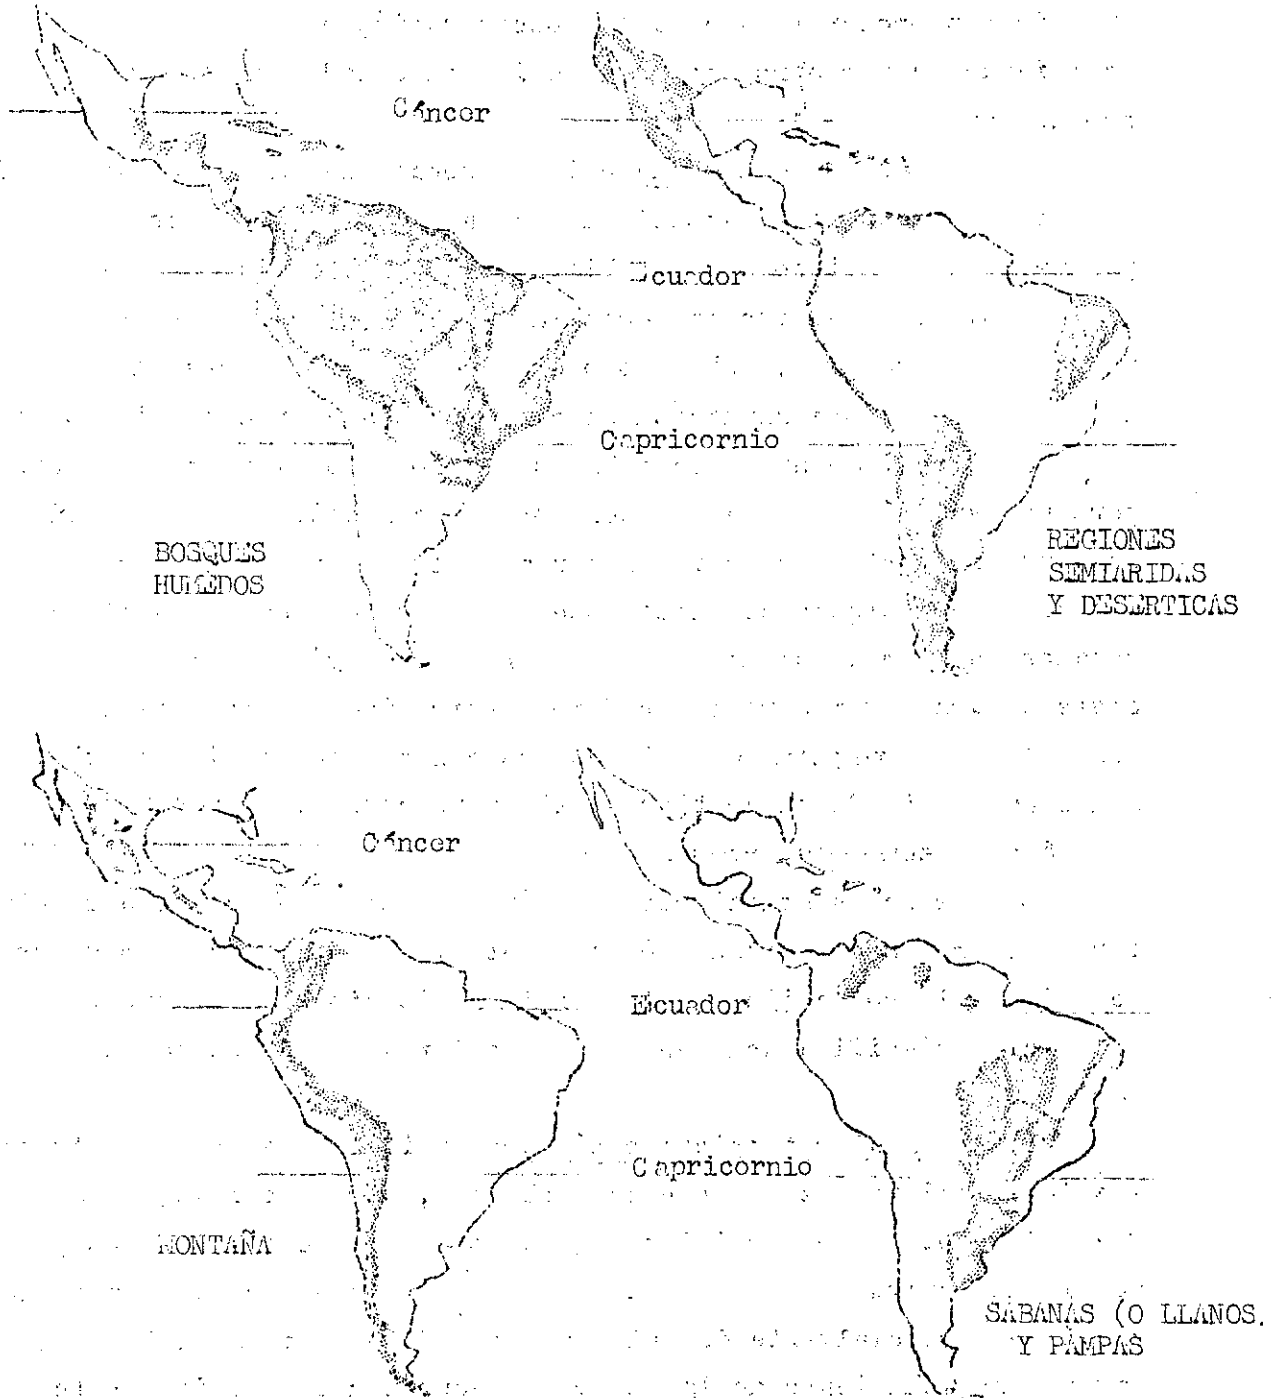 Cáncer
Ecuador
Capricornio
BOSQUES
HUMEDOS
REGIONES
SEMIARIDAS
Y DESERTICAS
Cáncer
Ecuador
Capricornio
MONTAÑA
SABANAS (O LLANOS.
Y PAMPAS